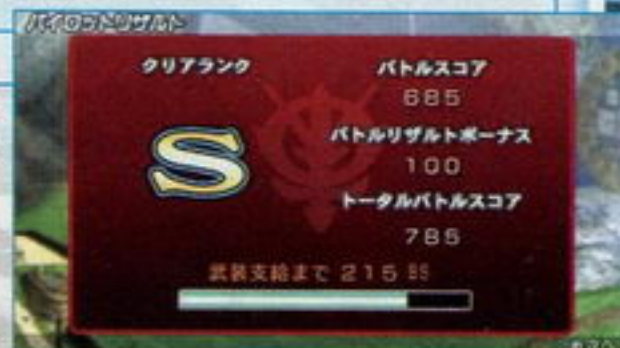 パイロットリザルト
クリアランク
S
バトルスコア
685
バトルリザルトボーナス
100
トータルバトルスコア
785
武装支給まで 215 BS